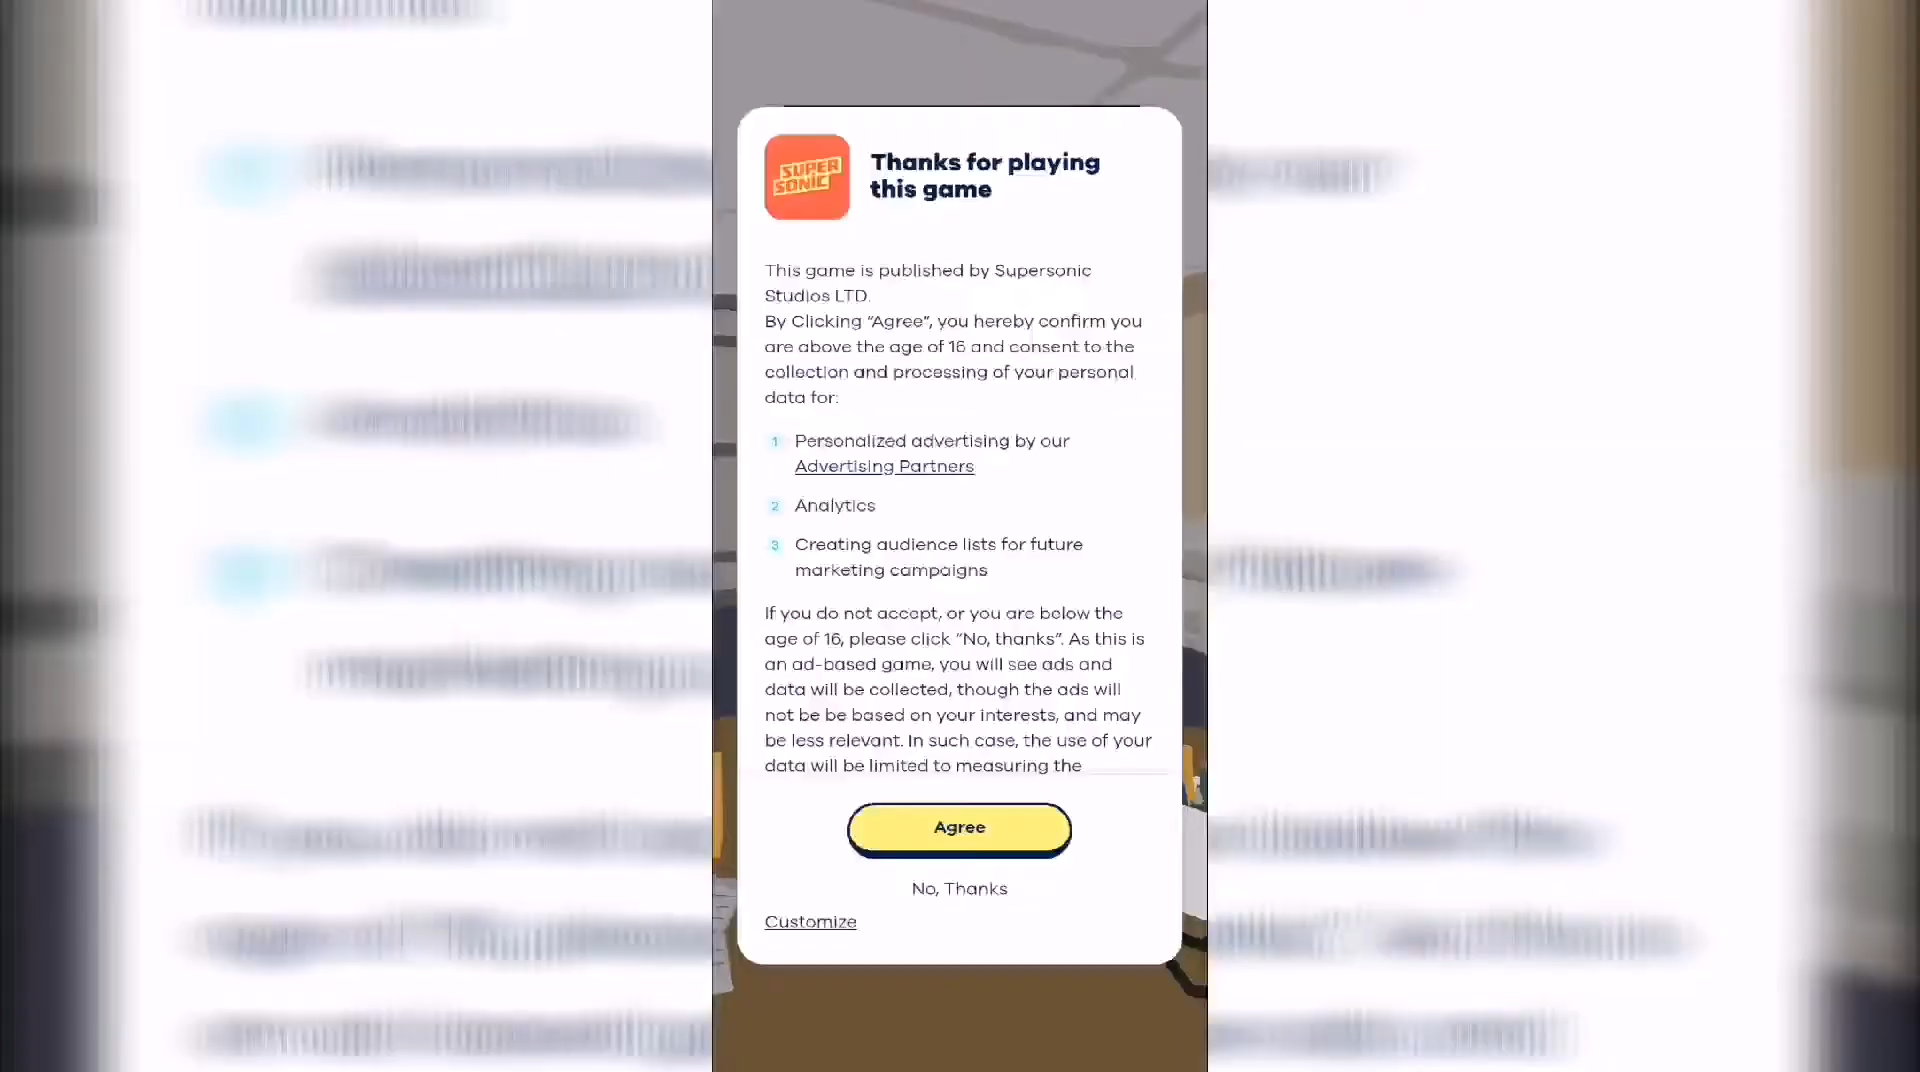 SUPER
SONIC
Thanks for playing
this game
This game is published by Supersonic
Studios LTD.
By Clicking “Agree”, you hereby confirm you
are above the age of 16 and consent to the
collection and processing of your personal
data for:
1 Personalized advertising by our
Advertising Partners
2 Analytics
3 Creating audience lists for future
marketing campaigns
If you do not accept, or you are below the
age of 16, please click “No, thanks”. As this is
an ad-based game, you will see ads and
data will be collected, though the ads will
not be be based on your interests, and may
be less relevant. In such case, the use of your
data will be limited to measuring the
Agree
No, Thanks
Customize